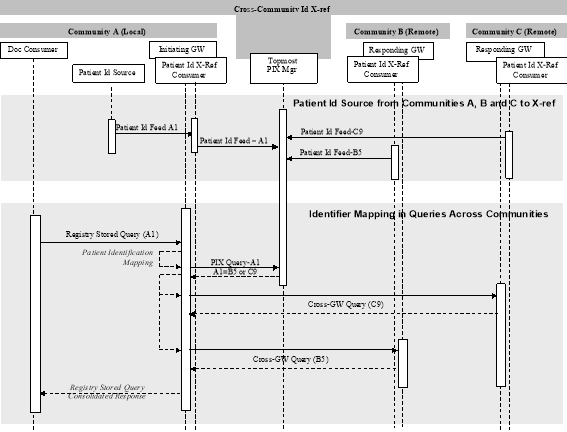 Cross-Community Id X-ref
Community A (Local)
Community B (Remote)
Community C (Remote)
Doc Consumer
Initiating GW
Responding GW
Responding GW
Patient Id Source
Patient Id X-Ref
Consumer
Topmost
PIX Mgr
Patient Id X-Ref
Consumer
Patient Id X-Ref
Consumer
Patient Id Source from Communities A, B and C to X-ref
Patient Id Feed A1
Patient Id Feed – A1
Patient Id Feed-C9
Patient Id Feed-B5
Identifier Mapping in Queries Across Communities
Registry Stored Query (A1)
Patient Identification
Mapping
PIX Query-A1
A1=B5 or C9
Cross-GW Query (C9)
Cross-GW Query (B5)
Registry Stored Query
Consolidated Response